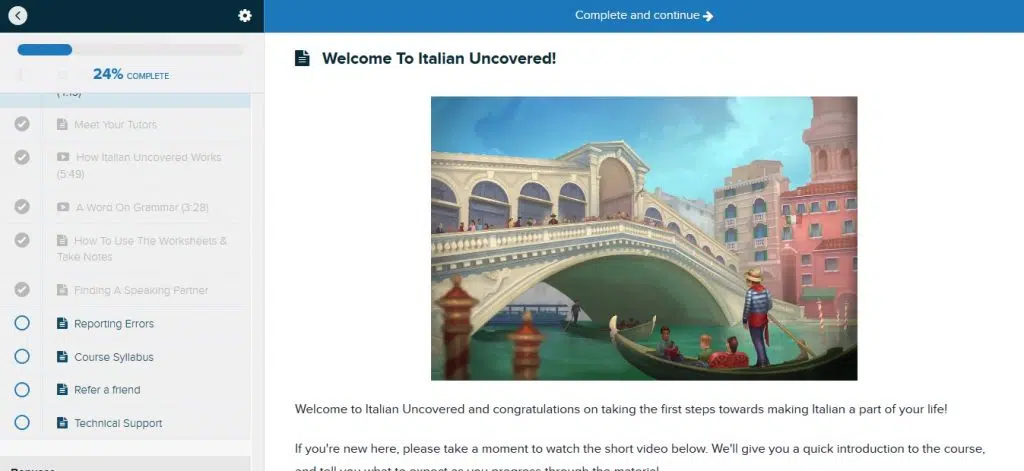 Complete and continue
24% COMPLETE
Meet Your Tutors
How Italian Uncovered Works
(5:49)
A Word On Grammar (3:28)
How To Use The Worksheets &
Take Notes
Finding A Speaking Partner
Reporting Errors
Course Syllabus
Refer a friend
Technical Support
Welcome To Italian Uncovered!
Welcome to Italian Uncovered and congratulations on taking the first steps towards making Italian a part of your life!
If you're new here, please take a moment to watch the short video below. We'll give you a quick introduction to the course,
and tell you what to expect as you progress through the material.